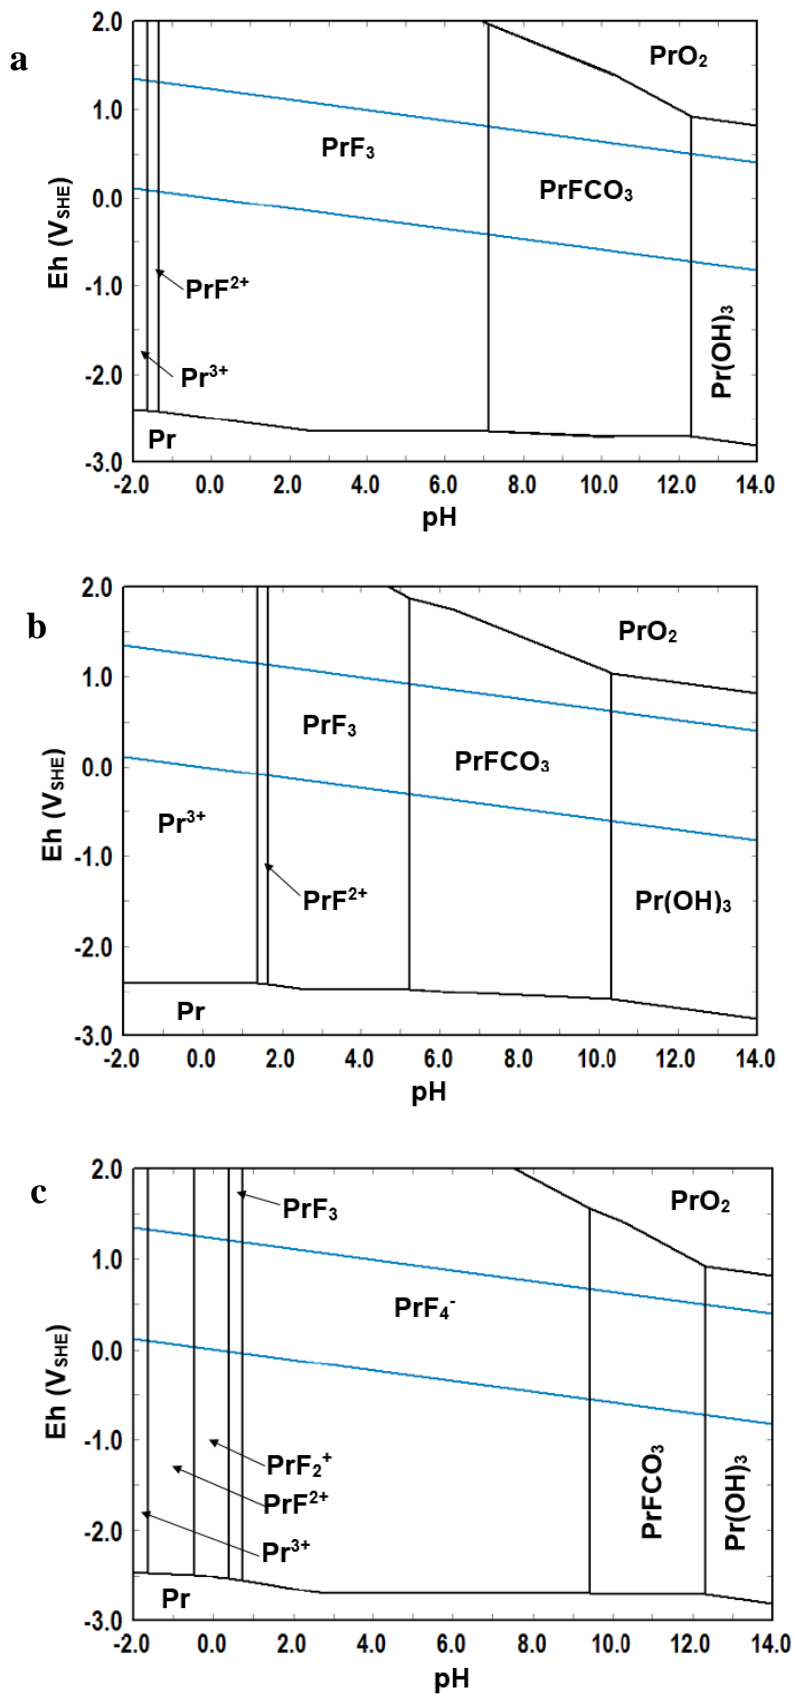 a
2.0
1.0
0.0
-1.0
-2.0
-3.0
Eh (V_SHE)
PrO₂
PrF₃
PrFCO₃
PrF²⁺
Pr³⁺
Pr(OH)₃
Pr
-2.0 0.0 2.0 4.0 6.0 8.0 10.0 12.0 14.0
pH
b
2.0
1.0
0.0
-1.0
-2.0
-3.0
Eh (V_SHE)
PrO₂
PrF₃
PrFCO₃
Pr³⁺
PrF²⁺
Pr(OH)₃
Pr
-2.0 0.0 2.0 4.0 6.0 8.0 10.0 12.0 14.0
pH
c
2.0
1.0
0.0
-1.0
-2.0
-3.0
Eh (V_SHE)
PrF₃
PrO₂
PrF₄⁻
PrF₂⁺
PrF²⁺
Pr³⁺
PrFCO₃
Pr(OH)₃
Pr
-2.0 0.0 2.0 4.0 6.0 8.0 10.0 12.0 14.0
pH